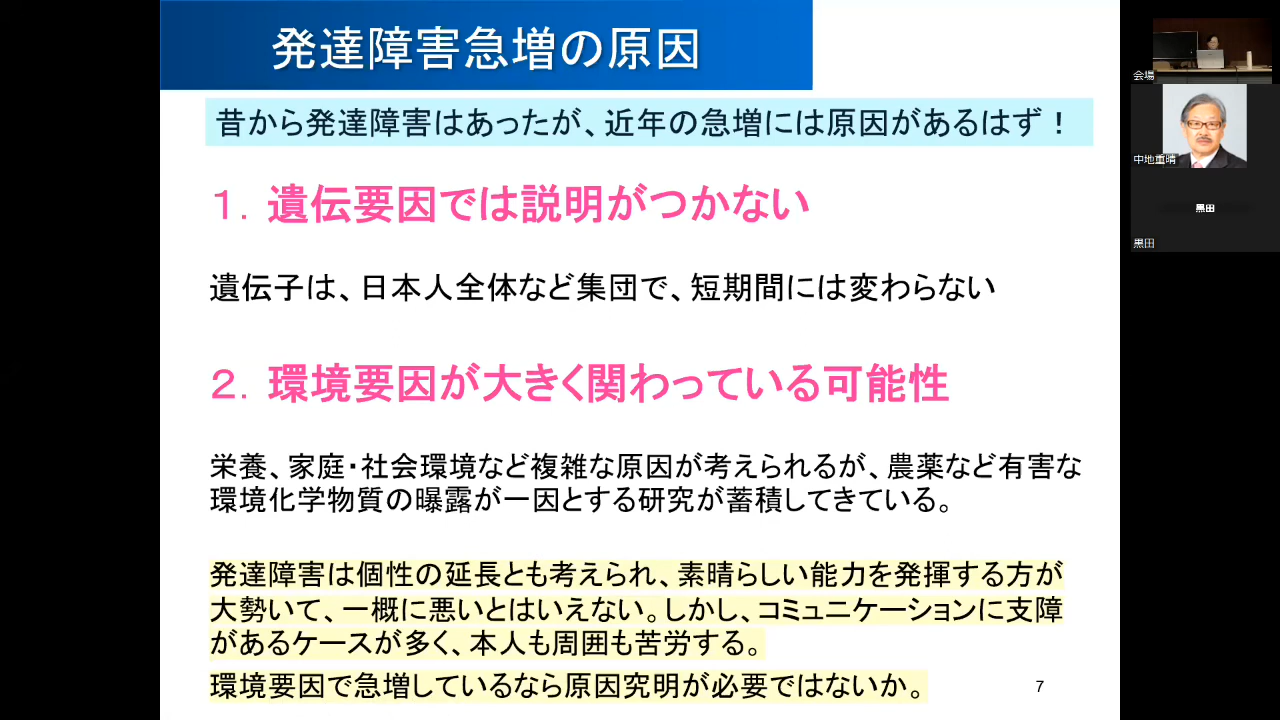 発達障害急増の原因
昔から発達障害はあったが、近年の急増には原因があるはず！
１．遺伝要因では説明がつかない
遺伝子は、日本人全体など集団で、短期間には変わらない
２．環境要因が大きく関わっている可能性
栄養、家庭・社会環境など複雑な原因が考えられるが、農薬など有害な
環境化学物質の曝露が一因とする研究が蓄積してきている。
発達障害は個性の延長とも考えられ、素晴らしい能力を発揮する方が
大勢いて、一概に悪いとはいえない。しかし、コミュニケーションに支障
があるケースが多く、本人も周囲も苦労する。
環境要因で急増しているなら原因究明が必要ではないか。
7
会場
中地重晴
黒田
黒田